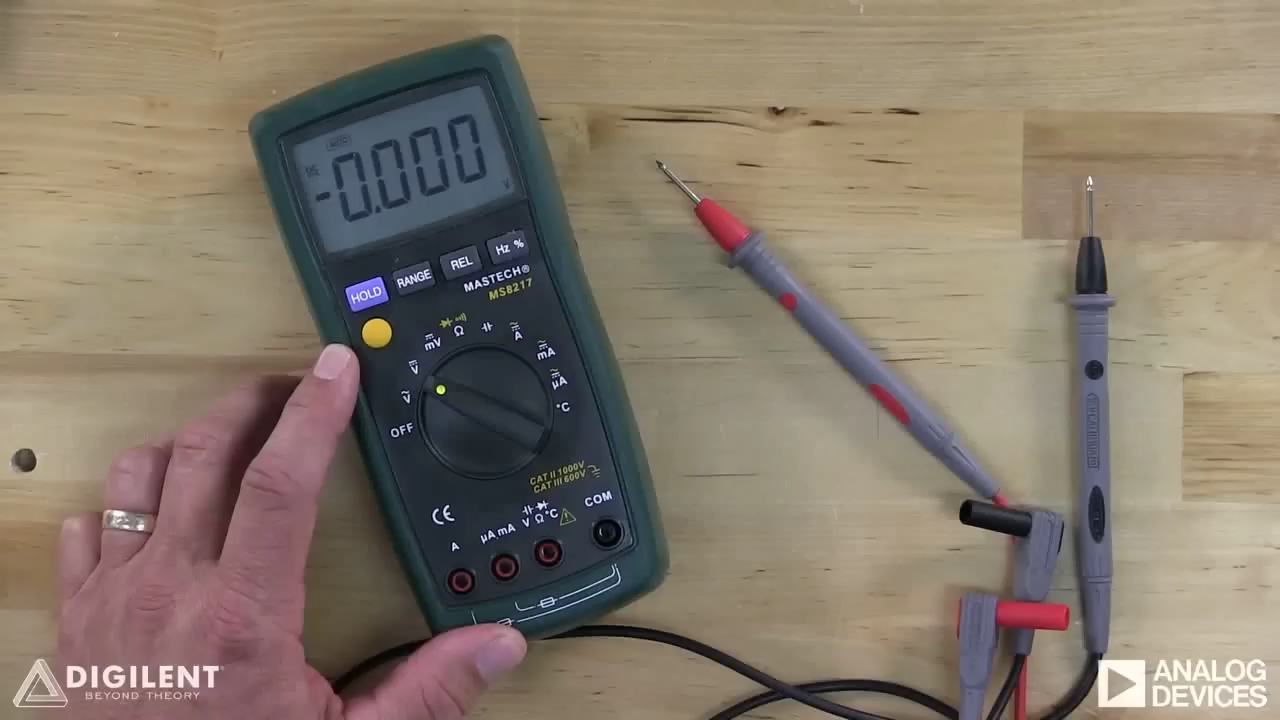 AUTO
-0.000
V
HOLD
RANGE
REL
Hz %
MASTECH®
MS8217
mV
Ω
A
V
mA
V
µA
OFF
°C
CAT II 1000V
CAT III 600V
CE
A
µA mA
V Ω °C
COM
DIGILENT
BEYOND THEORY
ANALOG
DEVICES